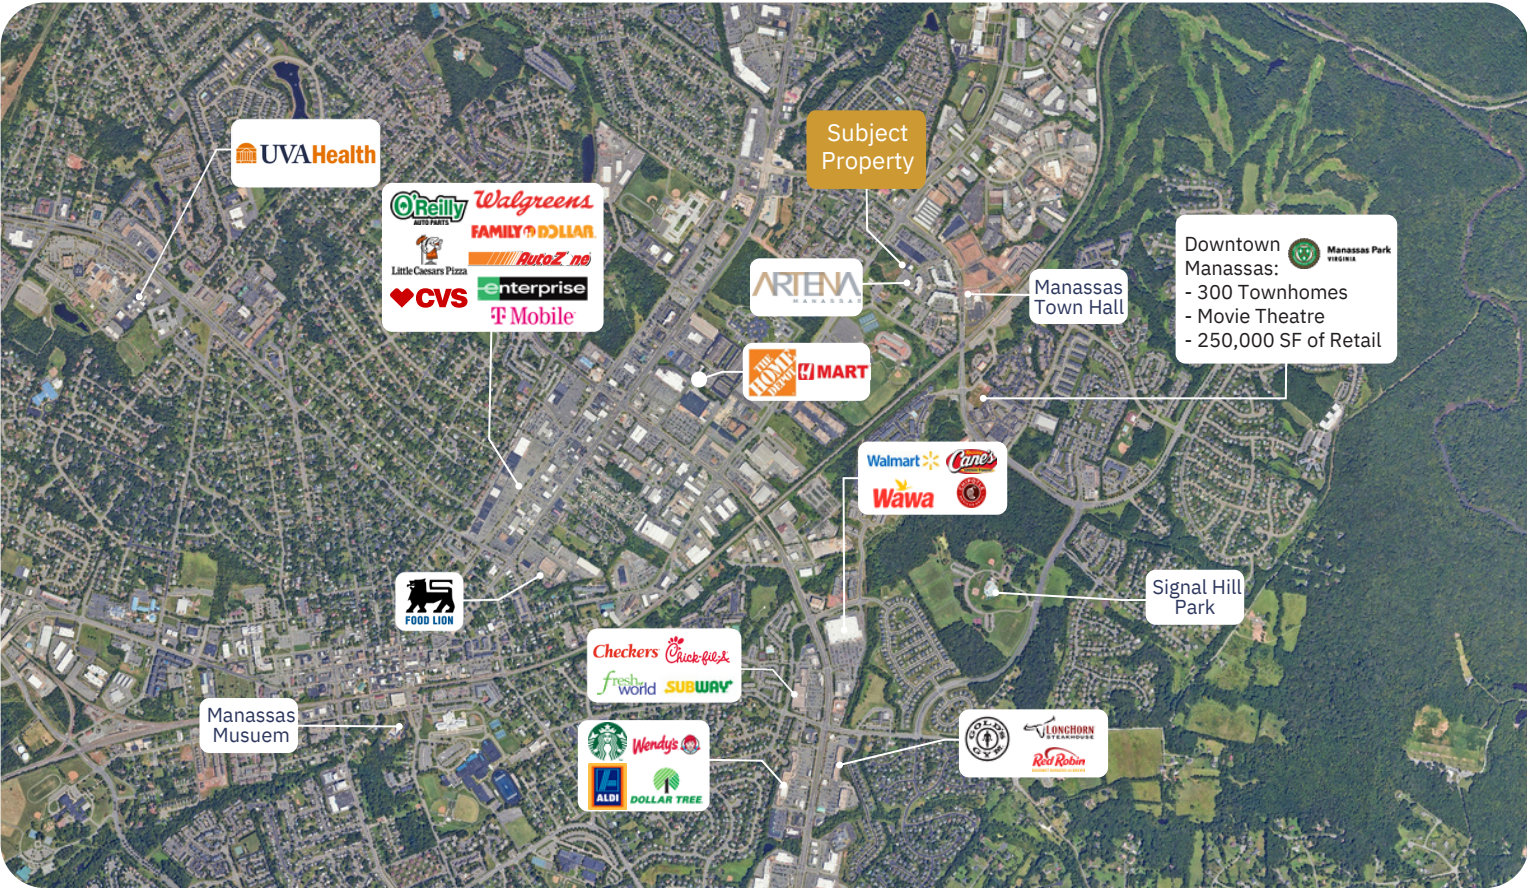 Subject
Property
UVAHealth
O'Reilly
AUTO PARTS
Walgreens
FAMILY DOLLAR
Little Caesars Pizza
AutoZone
CVS
enterprise
T Mobile
ARTENA
MANASSAS
Manassas
Town Hall
Downtown
Manassas:
- 300 Townhomes
- Movie Theatre
- 250,000 SF of Retail
Manassas Park
VIRGINIA
THE
HOME
DEPOT
H MART
Walmart
Cane's
Wawa
CHIPOTLE
Signal Hill
Park
FOOD LION
Checkers
Chick-fil-A
fresh
world
SUBWAY
Manassas
Musuem
Wendy's
ALDI
DOLLAR TREE
GOLD'S
GYM
LONGHORN
STEAKHOUSE
Red Robin